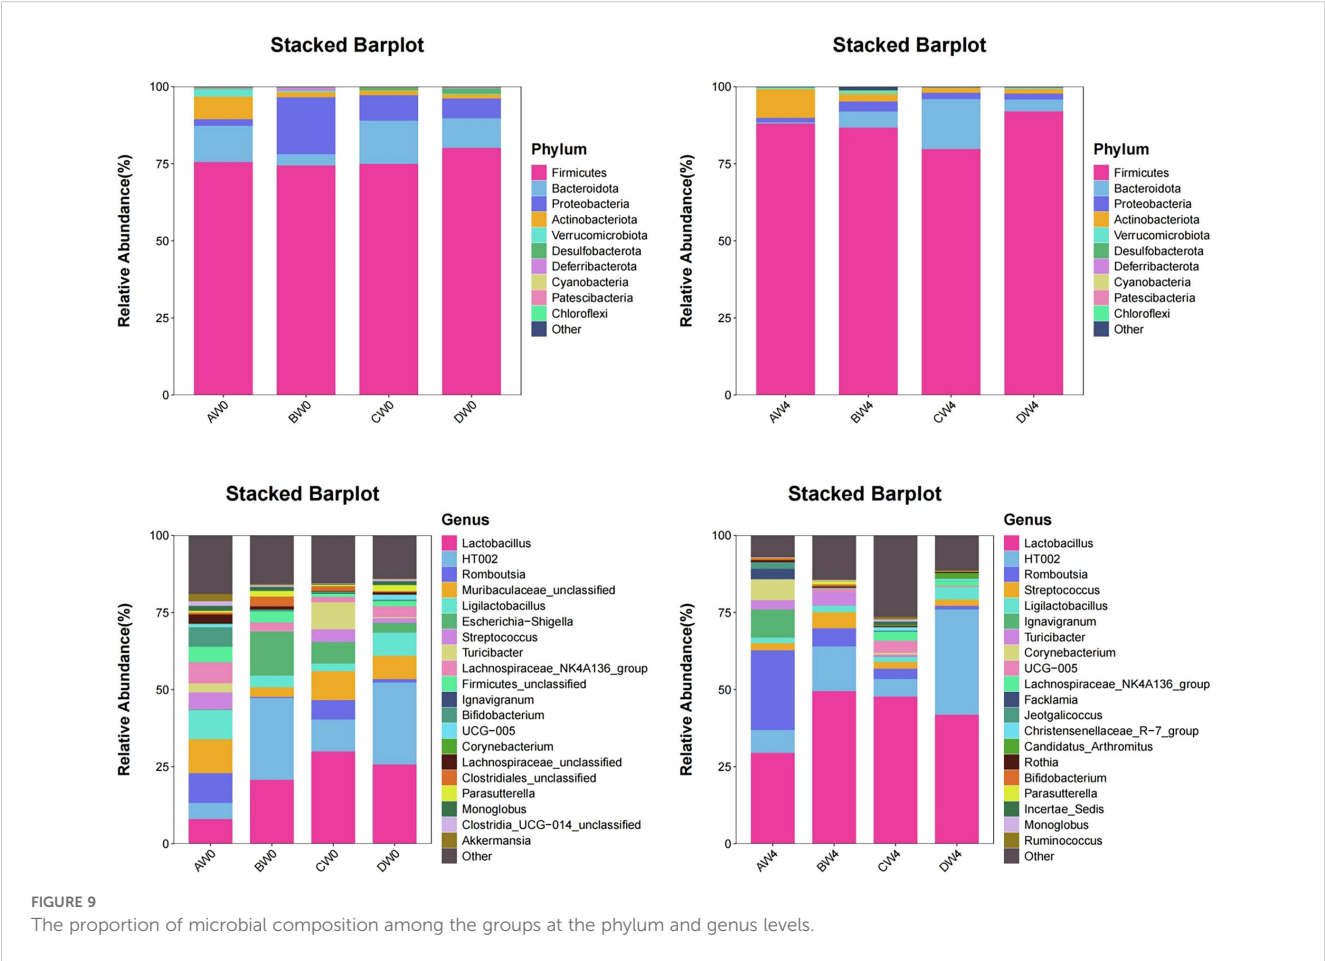 Stacked Barplot
Relative Abundance(%)
100
75
50
25
0
AW0
BW0
CW0
DW0
Phylum
Firmicutes
Bacteroidota
Proteobacteria
Actinobacteriota
Verrucomicrobiota
Desulfobacterota
Deferribacterota
Cyanobacteria
Patescibacteria
Chloroflexi
Other
Stacked Barplot
Relative Abundance(%)
100
75
50
25
0
AW4
BW4
CW4
DW4
Phylum
Firmicutes
Bacteroidota
Proteobacteria
Actinobacteriota
Verrucomicrobiota
Desulfobacterota
Deferribacterota
Cyanobacteria
Patescibacteria
Chloroflexi
Other
Stacked Barplot
Relative Abundance(%)
100
75
50
25
0
AW0
BW0
CW0
DW0
Genus
Lactobacillus
HT002
Romboutsia
Muribaculaceae_unclassified
Ligilactobacillus
Escherichia−Shigella
Streptococcus
Turicibacter
Lachnospiraceae_NK4A136_group
Firmicutes_unclassified
Ignavigranum
Bifidobacterium
UCG−005
Corynebacterium
Lachnospiraceae_unclassified
Clostridiales_unclassified
Parasutterella
Monoglobus
Clostridia_UCG−014_unclassified
Akkermansia
Other
Stacked Barplot
Relative Abundance(%)
100
75
50
25
0
AW4
BW4
CW4
DW4
Genus
Lactobacillus
HT002
Romboutsia
Streptococcus
Ligilactobacillus
Ignavigranum
Turicibacter
Corynebacterium
UCG−005
Lachnospiraceae_NK4A136_group
Facklamia
Jeotgalicoccus
Christensenellaceae_R−7_group
Candidatus_Arthromitus
Rothia
Bifidobacterium
Parasutterella
Incertae_Sedis
Monoglobus
Ruminococcus
Other
FIGURE 9
The proportion of microbial composition among the groups at the phylum and genus levels.